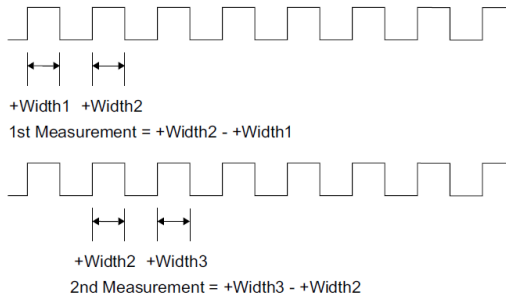 +Width1 +Width2
1st Measurement = +Width2 - +Width1
+Width2 +Width3
2nd Measurement = +Width3 - +Width2